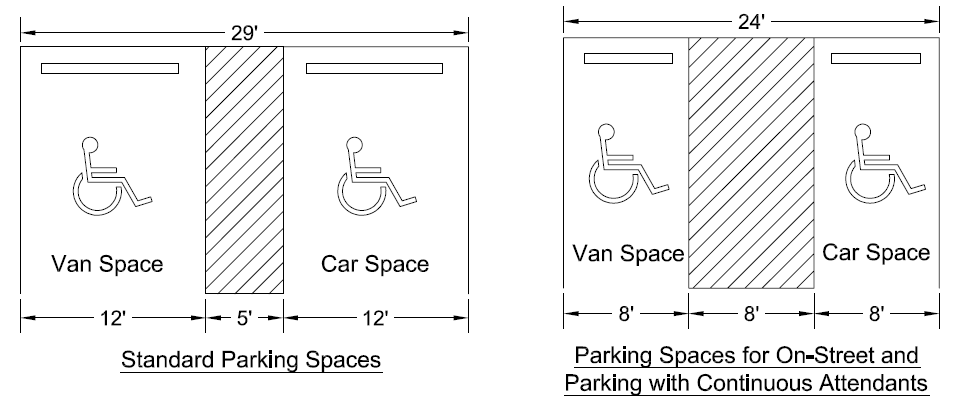 29'
Van Space
Car Space
12'
5'
12'
Standard Parking Spaces
24'
Van Space
Car Space
8'
8'
8'
Parking Spaces for On-Street and
Parking with Continuous Attendants